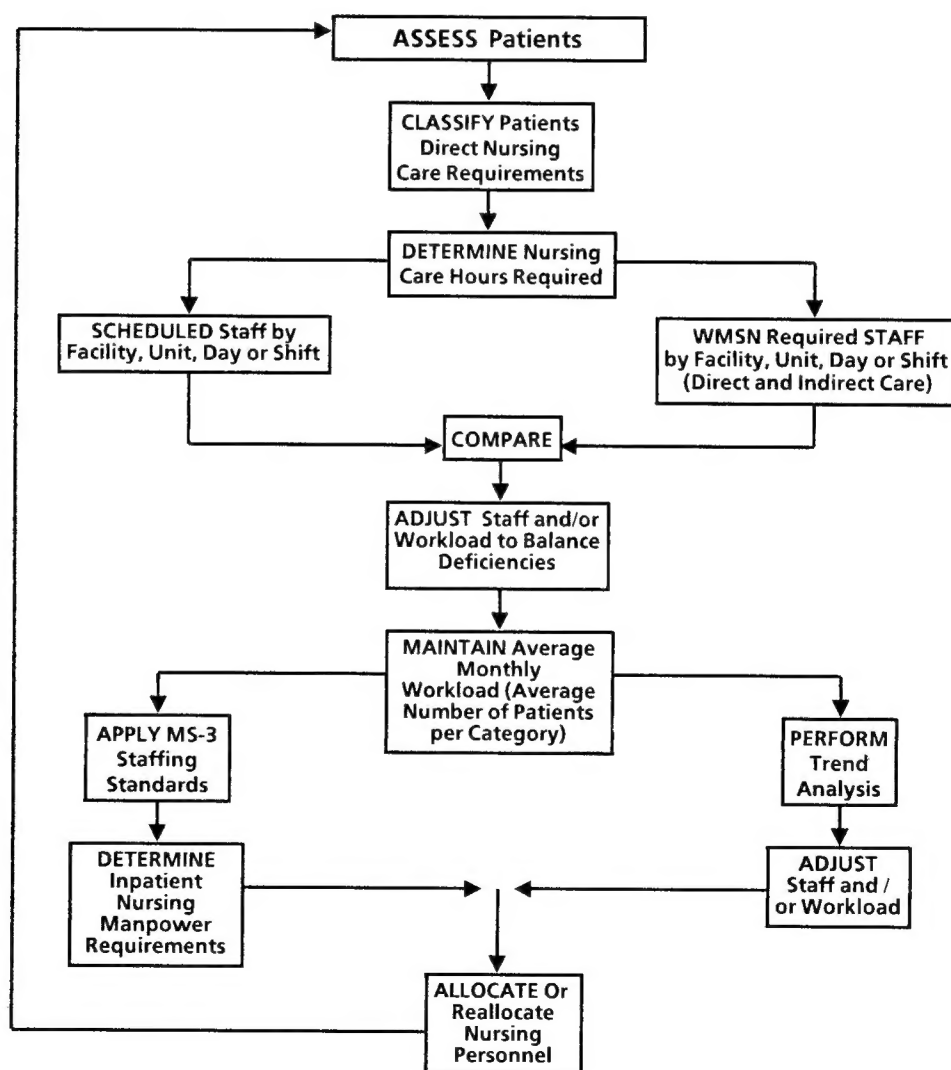 ASSESS Patients
CLASSIFY Patients
Direct Nursing
Care Requirements
DETERMINE Nursing
Care Hours Required
SCHEDULED Staff by
Facility, Unit, Day or Shift
WMSN Required STAFF
by Facility, Unit, Day or Shift
(Direct and Indirect Care)
COMPARE
ADJUST Staff and/or
Workload to Balance
Deficiencies
MAINTAIN Average
Monthly
Workload (Average
Number of Patients
per Category)
APPLY MS-3
Staffing
Standards
PERFORM
Trend
Analysis
DETERMINE
Inpatient
Nursing
Manpower
Requirements
ADJUST
Staff and /
or Workload
ALLOCATE Or
Reallocate
Nursing
Personnel